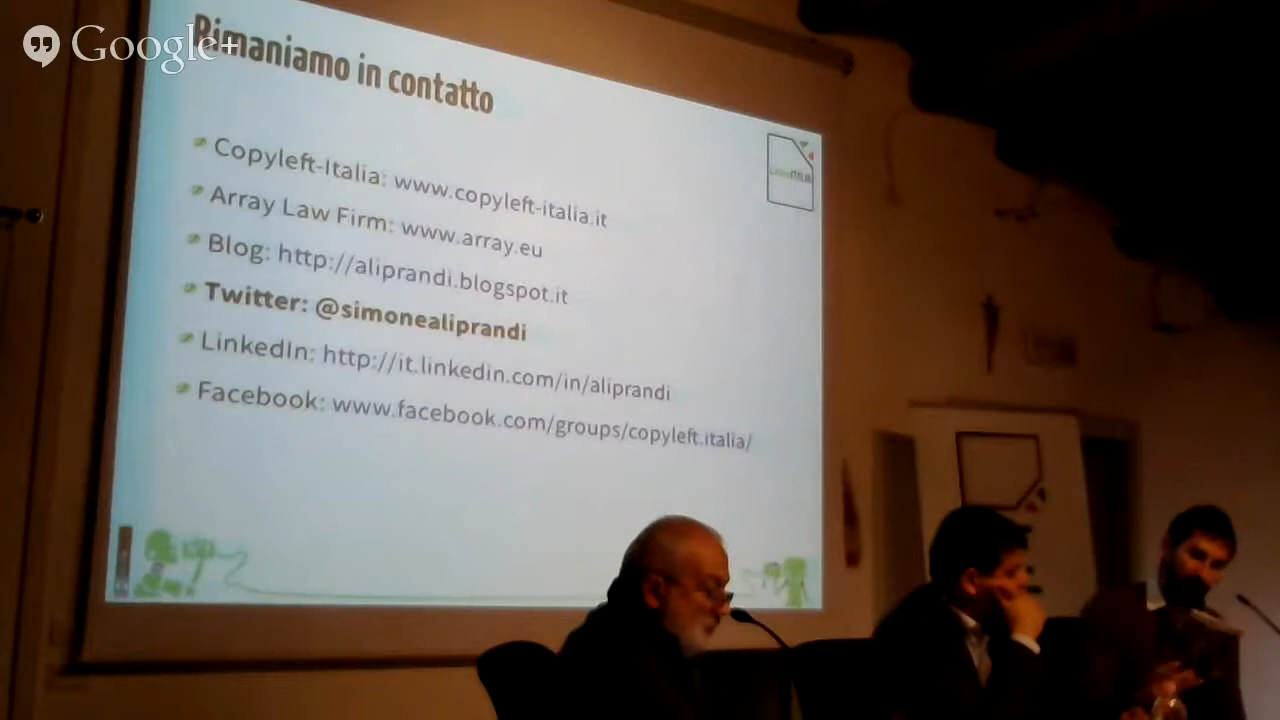 Google+
Rimaniamo in contatto
Copyleft-Italia: www.copyleft-italia.it
Array Law Firm: www.array.eu
Blog: http://aliprandi.blogspot.it
Twitter: @simonealiprandi
LinkedIn: http://it.linkedin.com/in/aliprandi
Facebook: www.facebook.com/groups/copyleft.italia/